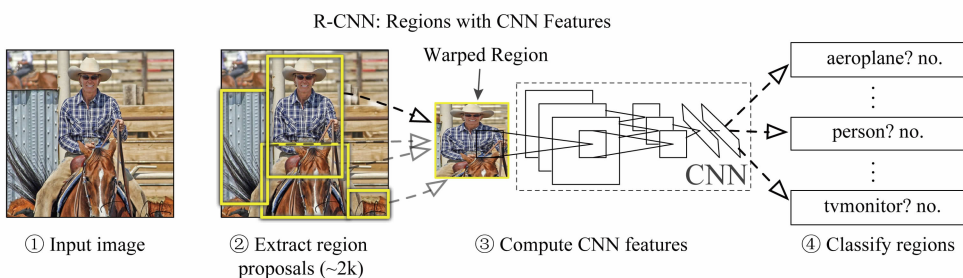 R-CNN: Regions with CNN Features
Warped Region
aeroplane? no.
⋮
person? no.
⋮
tvmonitor? no.
CNN
① Input image
② Extract region
proposals (~2k)
③ Compute CNN features
④ Classify regions